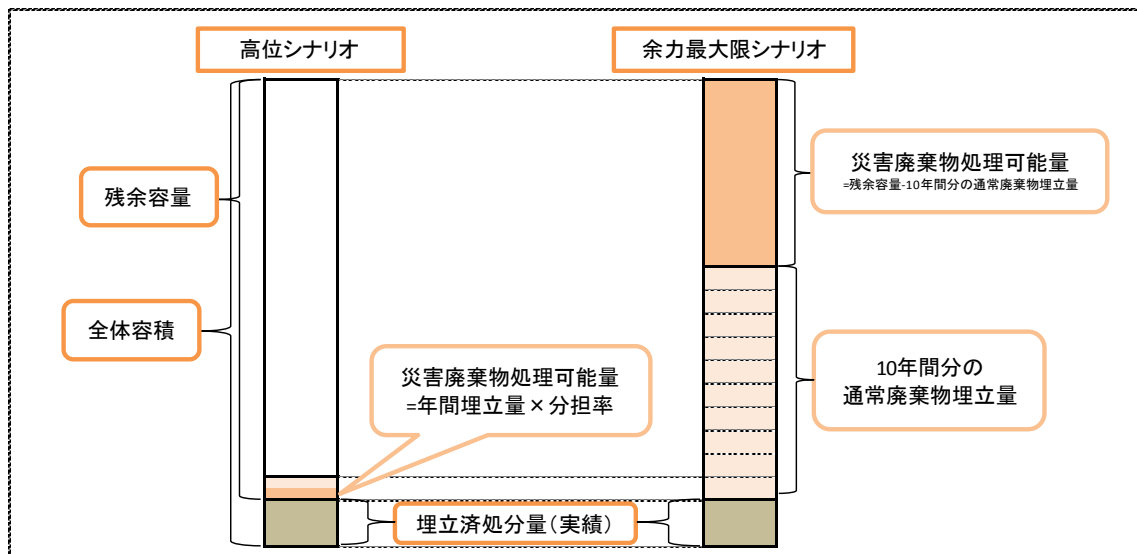 高位シナリオ
余力最大限シナリオ
残余容量
災害廃棄物処理可能量
=残余容量-10年間分の通常廃棄物埋立量
全体容積
災害廃棄物処理可能量
=年間埋立量×分担率
10年間分の
通常廃棄物埋立量
埋立済処分量(実績)